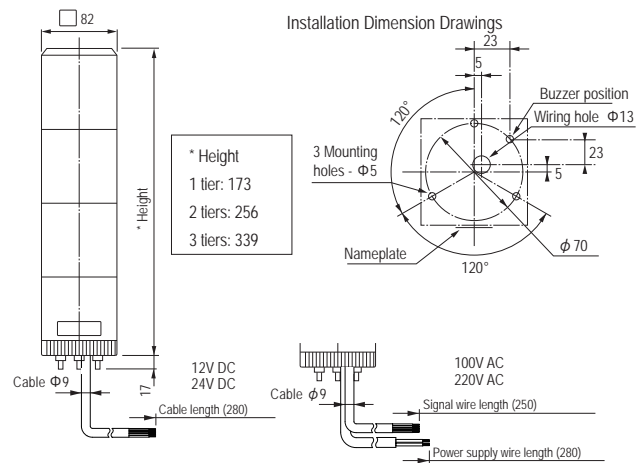 82
Installation Dimension Drawings
23
5
120°
Buzzer position
Wiring hole Φ13
* Height
1 tier: 173
2 tiers: 256
3 tiers: 339
3 Mounting
holes - Φ5
23
5
* Height
Nameplate
ϕ 70
120°
12V DC
24V DC
100V AC
220V AC
Cable Φ9
17
Cable length (280)
Cable ϕ9
Signal wire length (250)
Power supply wire length (280)